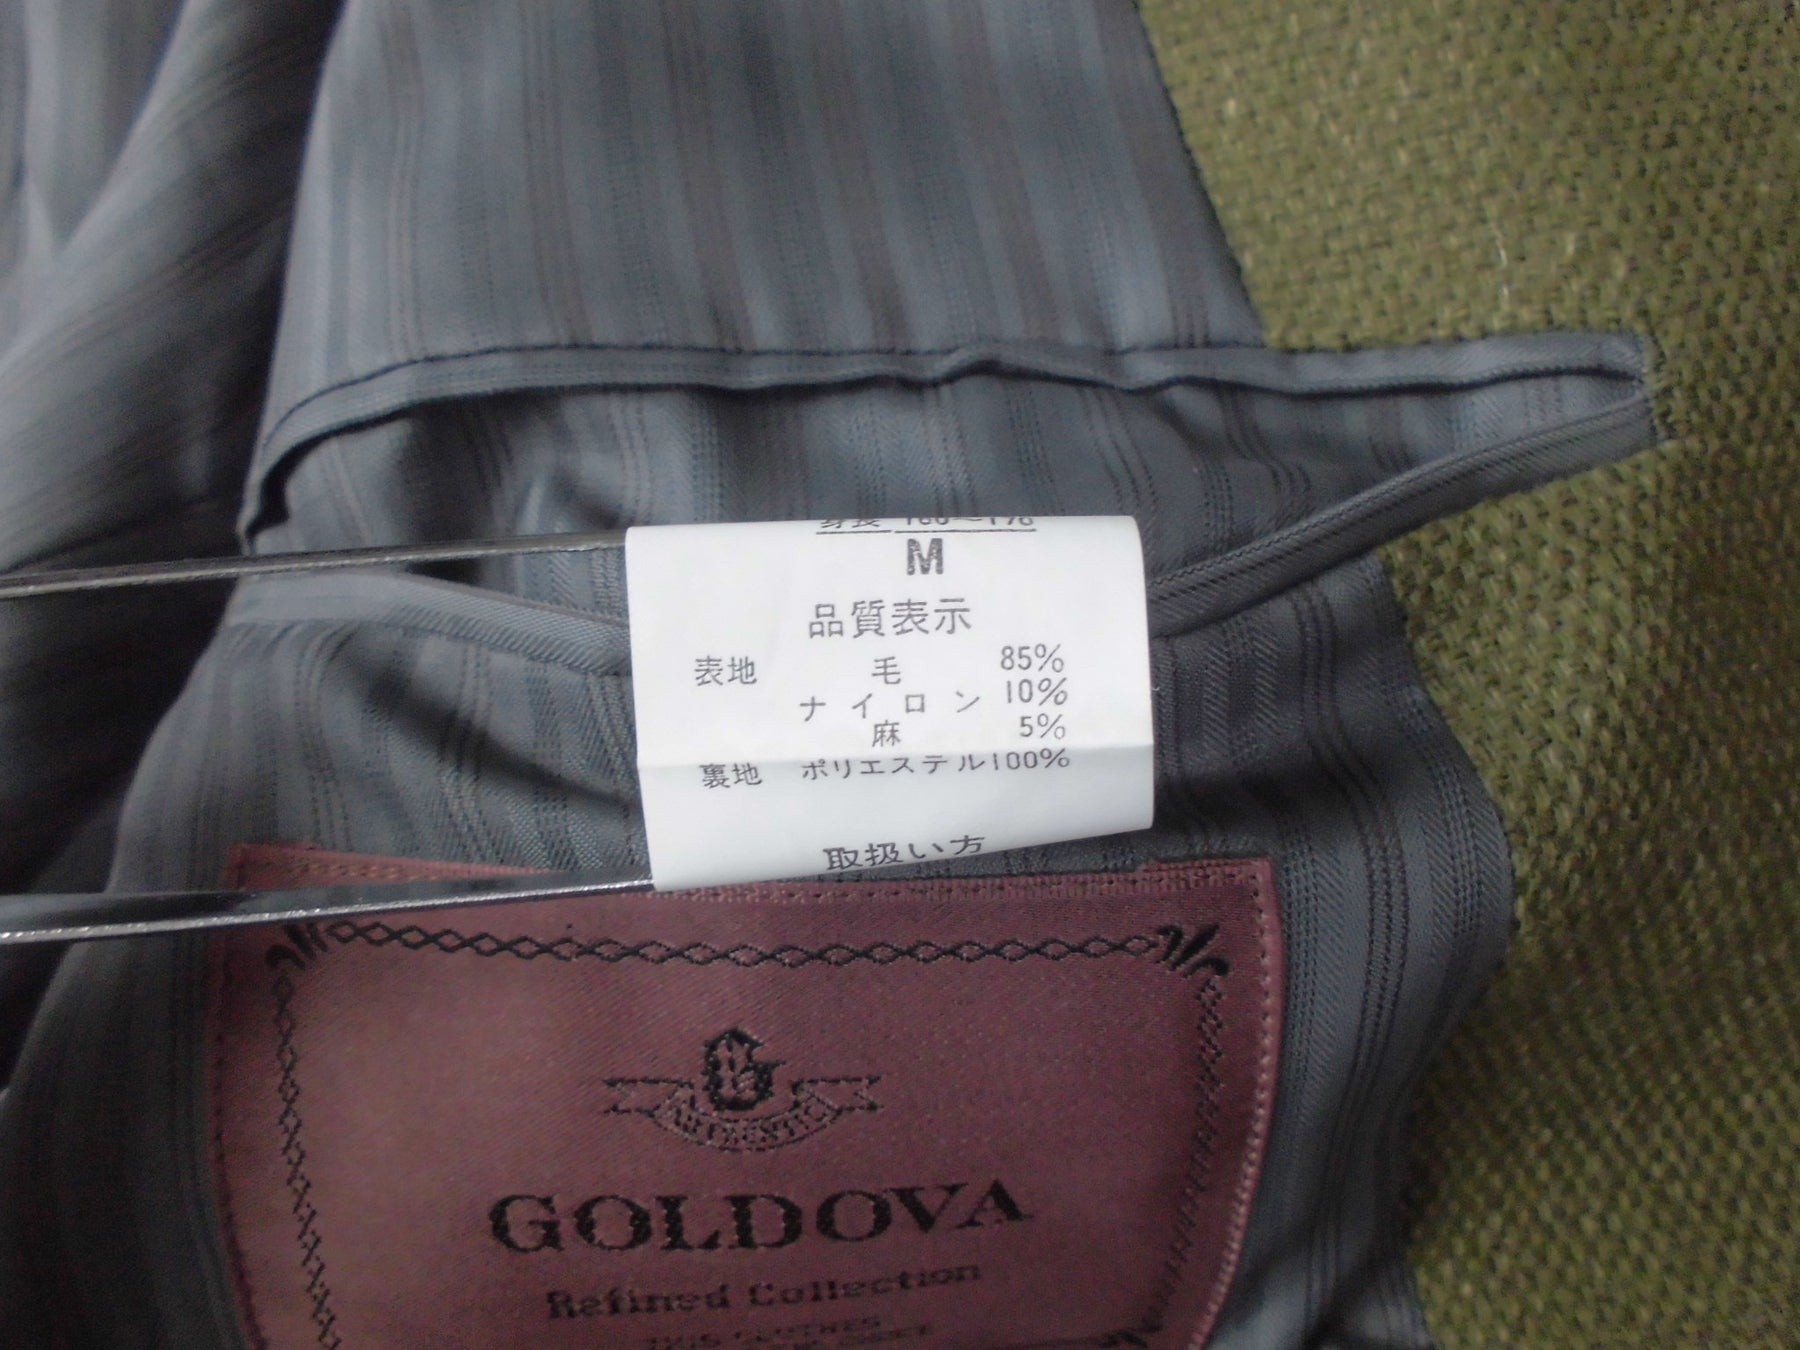 M
品質表示
表地 毛 85%
ナイロン 10%
麻 5%
裏地 ポリエステル100%
取扱い方
G
AUTHENTIC
GOLDOVA
Refined Collection